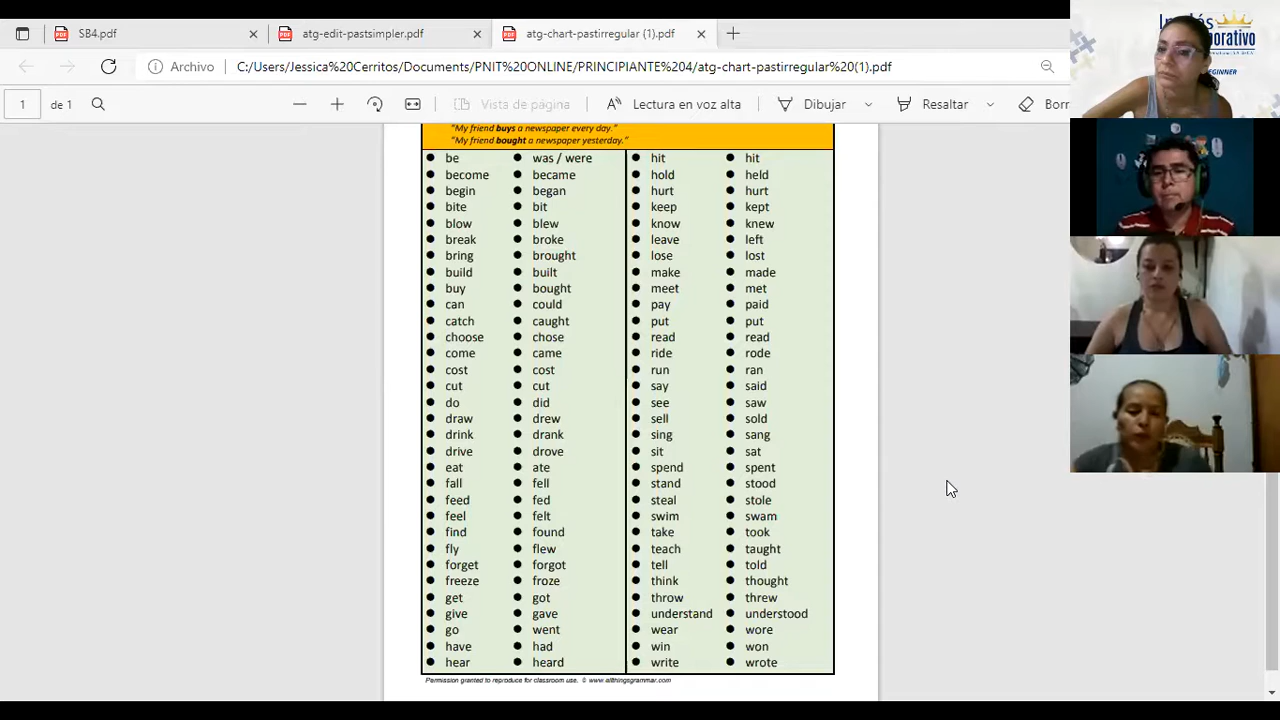 SB4.pdf
atg-edit-pastsimpler.pdf
atg-chart-pastirregular (1).pdf
Archivo
C:/Users/Jessica%20Cerritos/Documents/PNIT%20ONLINE/PRINCIPIANTE%204/atg-chart-pastirregular%20(1).pdf
1 de 1
Vista de página
Lectura en voz alta
Dibujar
Resaltar
Borr
"My friend buys a newspaper every day."
"My friend bought a newspaper yesterday."
be was / were hit hit
become became hold held
begin began hurt hurt
bite bit keep kept
blow blew know knew
break broke leave left
bring brought lose lost
build built make made
buy bought meet met
can could pay paid
catch caught put put
choose chose read read
come came ride rode
cost cost run ran
cut cut say said
do did see saw
draw drew sell sold
drink drank sing sang
drive drove sit sat
eat ate spend spent
fall fell stand stood
feed fed steal stole
feel felt swim swam
find found take took
fly flew teach taught
forget forgot tell told
freeze froze think thought
get got throw threw
give gave understand understood
go went wear wore
have had win won
hear heard write wrote
Permission granted to reproduce for classroom use. © www.allthingsgrammar.com